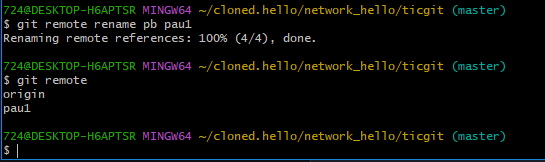 724@DESKTOP-H6APTSR MINGW64 ~/cloned.hello/network_hello/ticgit (master)
$ git remote rename pb pau1
Renaming remote references: 100% (4/4), done.
724@DESKTOP-H6APTSR MINGW64 ~/cloned.hello/network_hello/ticgit (master)
$ git remote
origin
pau1
724@DESKTOP-H6APTSR MINGW64 ~/cloned.hello/network_hello/ticgit (master)
$